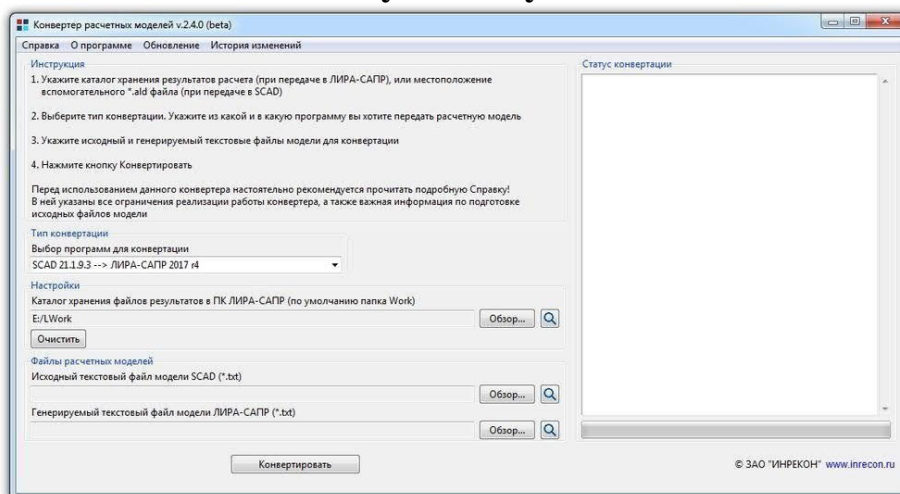 Конвертер расчетных моделей v.2.4.0 (beta)
Справка О программе Обновление История изменений
Инструкция
1. Укажите каталог хранения результатов расчета (при передаче в ЛИРА-САПР), или местоположение
вспомогательного *.ald файла (при передаче в SCAD)
2. Выберите тип конвертации. Укажите из какой и в какую программу вы хотите передать расчетную модель
3. Укажите исходный и генерируемый текстовые файлы модели для конвертации
4. Нажмите кнопку Конвертировать
Перед использованием данного конвертера настоятельно рекомендуется прочитать подробную Справку!
В ней указаны все ограничения реализации работы конвертера, а также важная информация по подготовке
исходных файлов модели
Тип конвертации
Выбор программ для конвертации
SCAD 21.1.9.3 --> ЛИРА-САПР 2017 r4
Настройки
Каталог хранения файлов результатов в ПК ЛИРА-САПР (по умолчанию папка Work)
E:/LWork
Обзор...
Очистить
Файлы расчетных моделей
Исходный текстовый файл модели SCAD (*.txt)
Обзор...
Генерируемый текстовый файл модели ЛИРА-САПР (*.txt)
Обзор...
Конвертировать
Статус конвертации
© ЗАО "ИНРЕКОН" www.inrecon.ru